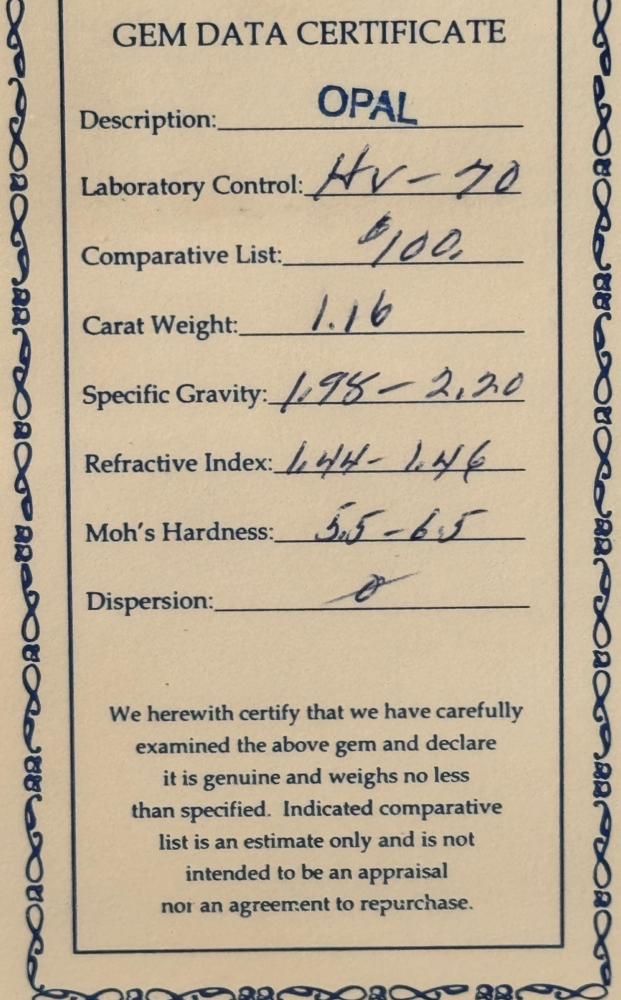 GEM DATA CERTIFICATE
Description: OPAL
Laboratory Control: Hv-70
Comparative List: $100.
Carat Weight: 1.16
Specific Gravity: 1.98-2.20
Refractive Index: 1.44-1.46
Moh's Hardness: 5.5-6.5
Dispersion: 0
We herewith certify that we have carefully
examined the above gem and declare
it is genuine and weighs no less
than specified. Indicated comparative
list is an estimate only and is not
intended to be an appraisal
nor an agreement to repurchase.